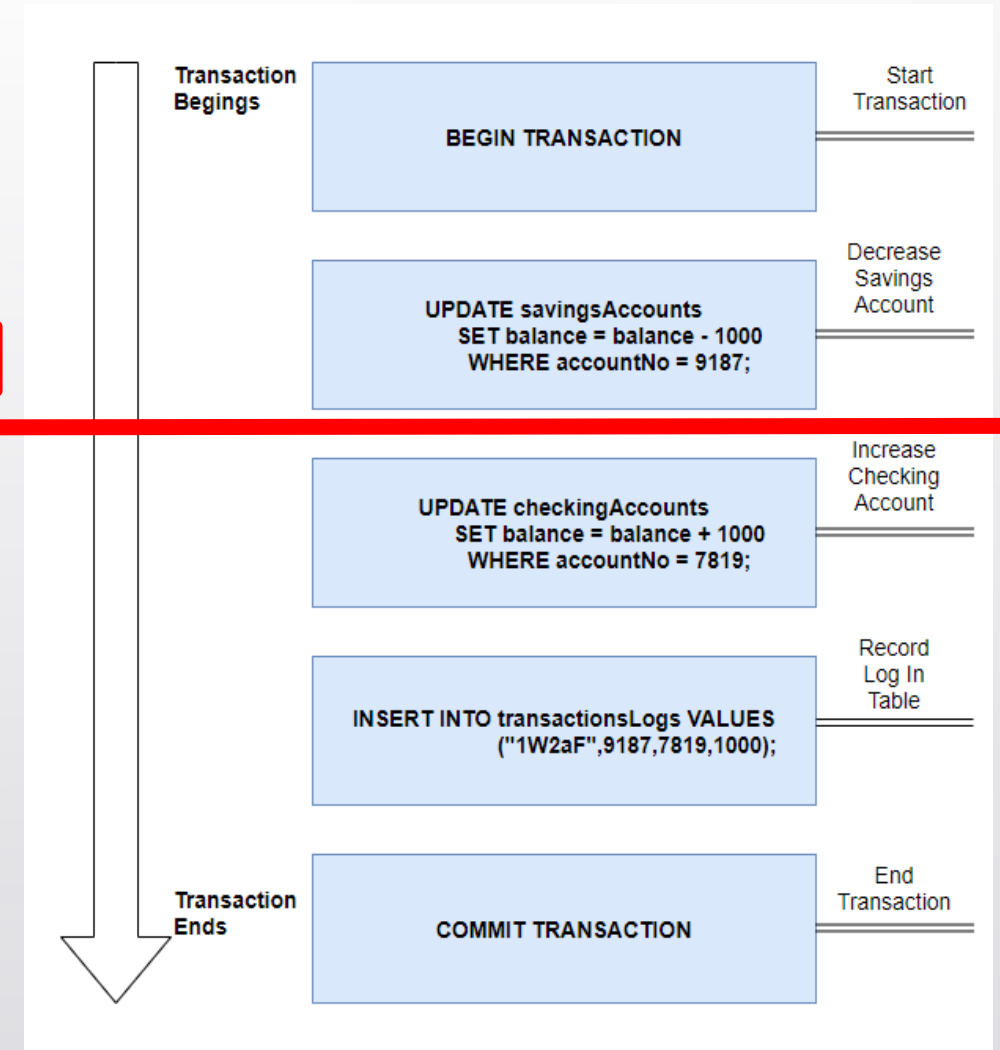 Transaction
Begings
BEGIN TRANSACTION
Start
Transaction
UPDATE savingsAccounts
SET balance = balance - 1000
WHERE accountNo = 9187;
Decrease
Savings
Account
UPDATE checkingAccounts
SET balance = balance + 1000
WHERE accountNo = 7819;
Increase
Checking
Account
INSERT INTO transactionsLogs VALUES
("1W2aF",9187,7819,1000);
Record
Log In
Table
Transaction
Ends
COMMIT TRANSACTION
End
Transaction